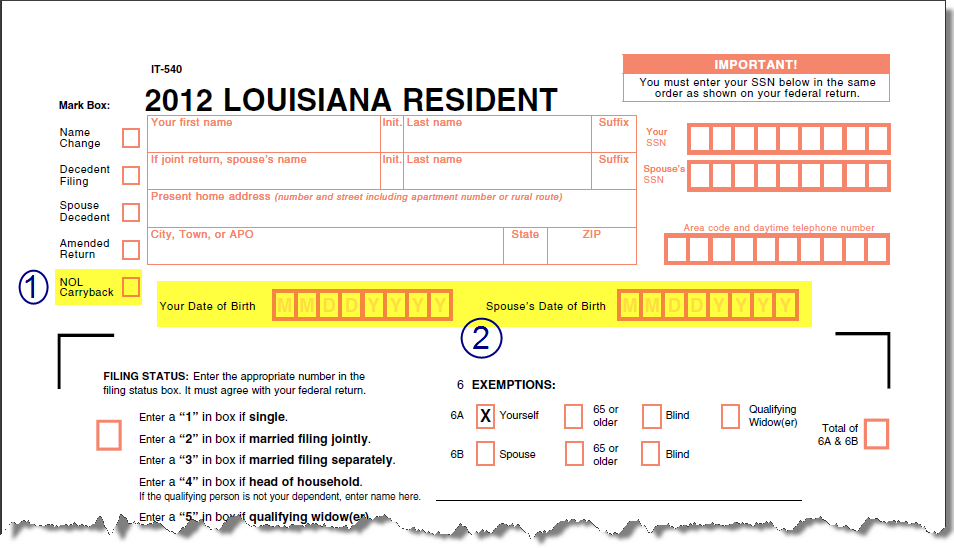 IT-540
IMPORTANT!
You must enter your SSN below in the same
order as shown on your federal return.
Mark Box:
2012 LOUISIANA RESIDENT
Name
Change
Your first name Init. Last name Suffix
Your
SSN
Decedent
Filing
If joint return, spouse's name Init. Last name Suffix
Spouse's
SSN
Spouse
Decedent
Present home address (number and street including apartment number or rural route)
Amended
Return
City, Town, or APO State ZIP
Area code and daytime telephone number
1
NOL
Carryback
Your Date of Birth M M D D Y Y Y Y Spouse's Date of Birth M M D D Y Y Y Y
2
FILING STATUS: Enter the appropriate number in the
filing status box. It must agree with your federal return.
Enter a “1” in box if single.
Enter a “2” in box if married filing jointly.
Enter a “3” in box if married filing separately.
Enter a “4” in box if head of household.
If the qualifying person is not your dependent, enter name here.
Enter a “5” in box if qualifying widow(er).
6 EXEMPTIONS:
6A X Yourself 65 or
older Blind Qualifying
Widow(er)
6B Spouse 65 or
older Blind
Total of
6A & 6B